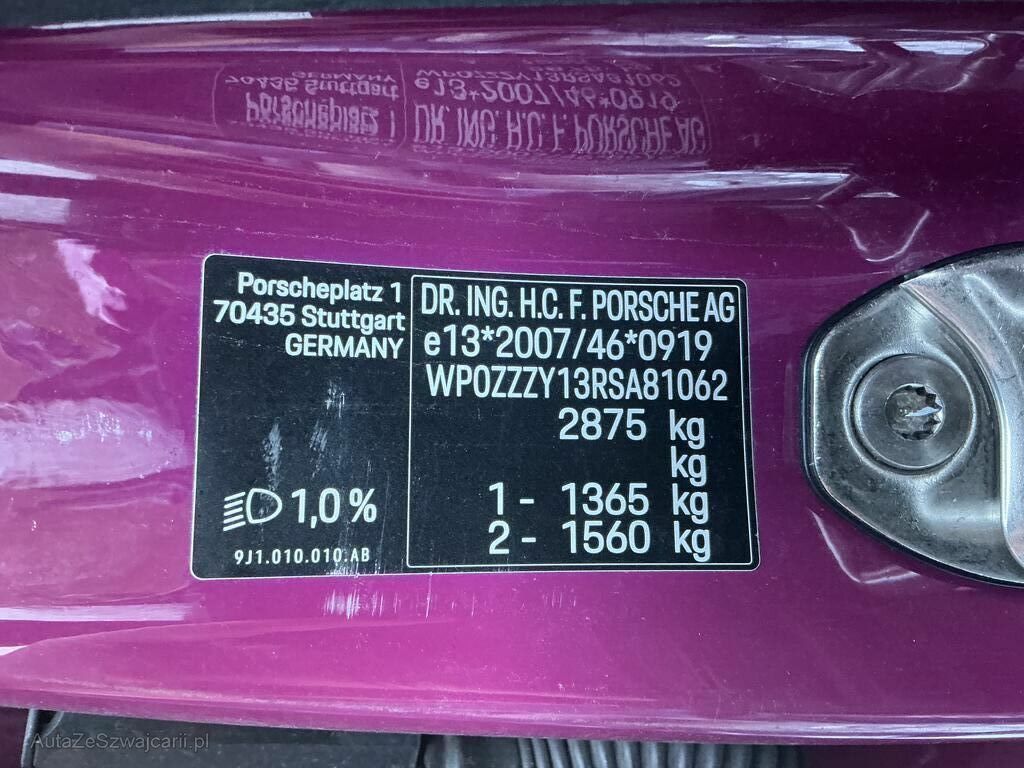 Porscheplatz 1
70435 Stuttgart
GERMANY
DR. ING. H.C. F. PORSCHE AG
e13*2007/46*0919
WP0ZZZY13RSA81062
2875 kg
kg
1 - 1365 kg
2 - 1560 kg
1,0 %
9J1.010.010.AB
AutaZeSzwajcarii.pl